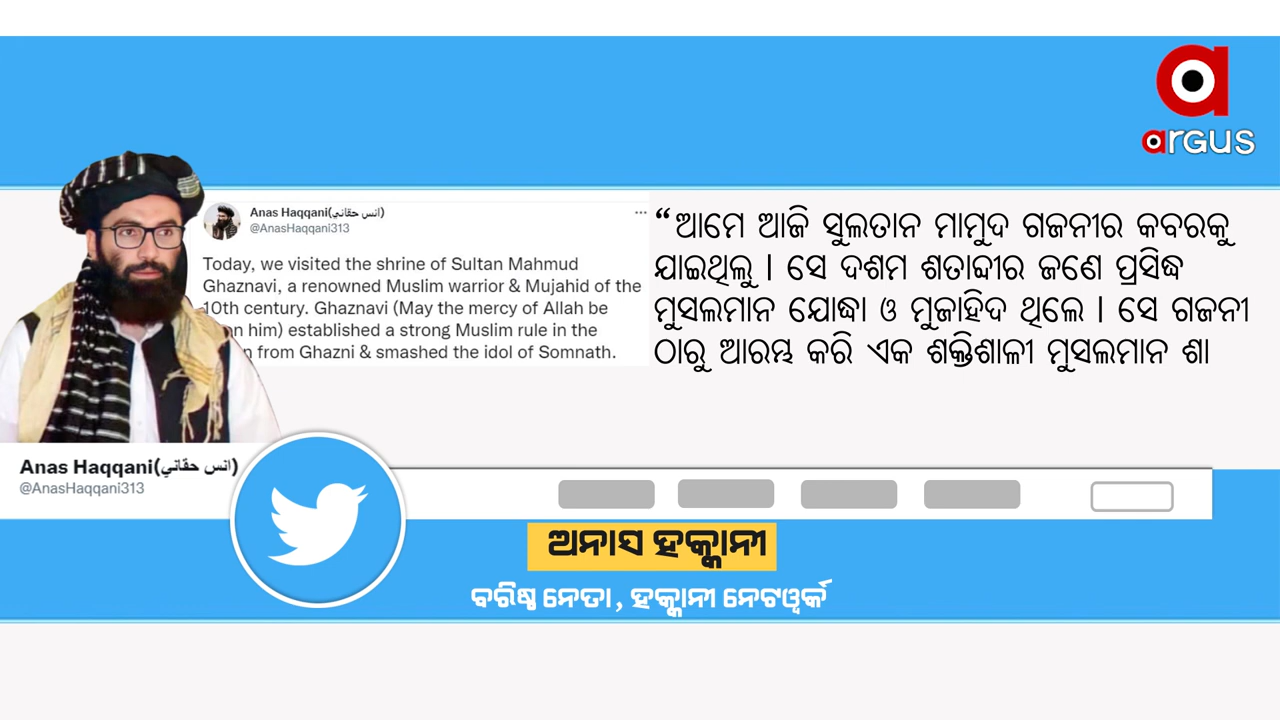 argus
Anas Haqqani(انس حقاني)
@AnasHaqqani313
Today, we visited the shrine of Sultan Mahmud
Ghaznavi, a renowned Muslim warrior & Mujahid of the
10th century. Ghaznavi (May the mercy of Allah be
on him) established a strong Muslim rule in the
from Ghazni & smashed the idol of Somnath.
“ଆମେ ଆଜି ସୁଲତାନ ମାମୁଦ ଗଜନୀର କବରକୁ
ଯାଇଥିଲୁ । ସେ ଦଶମ ଶତାବ୍ଦୀର ଜଣେ ପ୍ରସିଦ୍ଧ
ମୁସଲମାନ ଯୋଦ୍ଧା ଓ ମୁଜାହିଦ ଥିଲେ । ସେ ଗଜନୀ
ଠାରୁ ଆରମ୍ଭ କରି ଏକ ଶକ୍ତିଶାଳୀ ମୁସଲମାନ ଶା
Anas Haqqani(انس حقاني)
@AnasHaqqani313
ଅନାସ ହକ୍କାନୀ
ବରିଷ୍ଠ ନେତା, ହକ୍କାନୀ ନେଟୱର୍କ